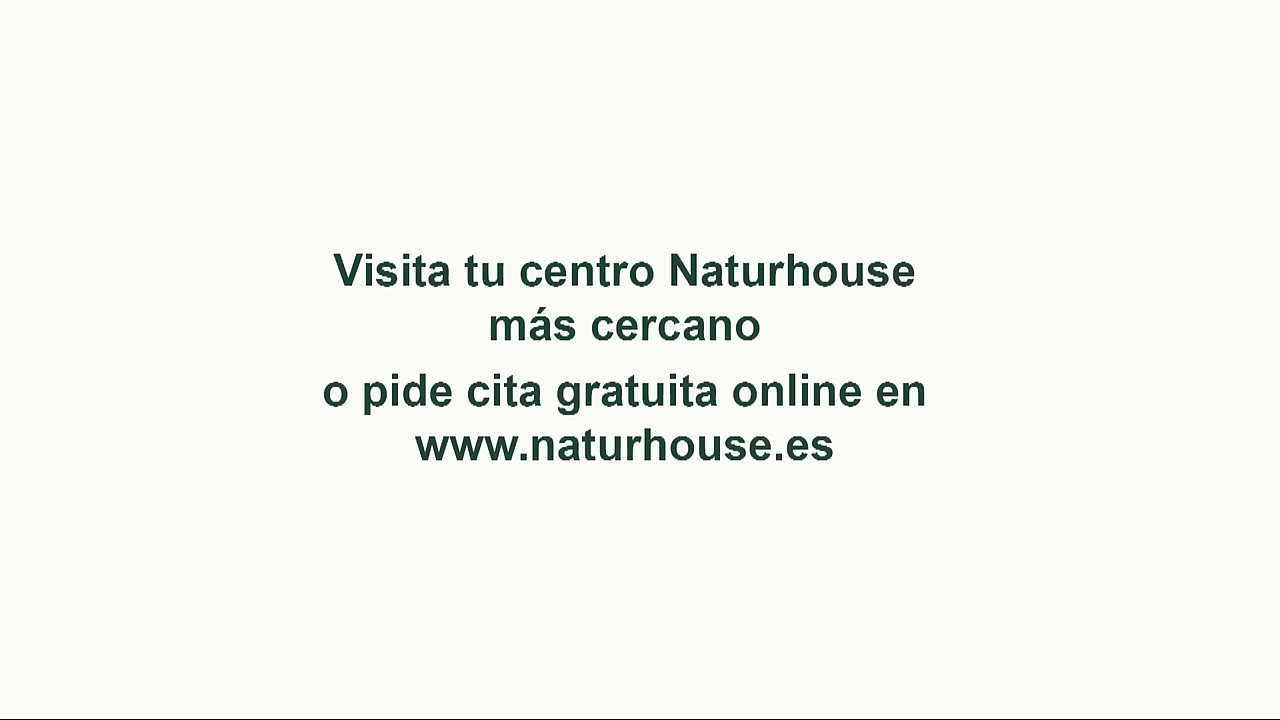 Visita tu centro Naturhouse
más cercano
o pide cita gratuita online en
www.naturhouse.es